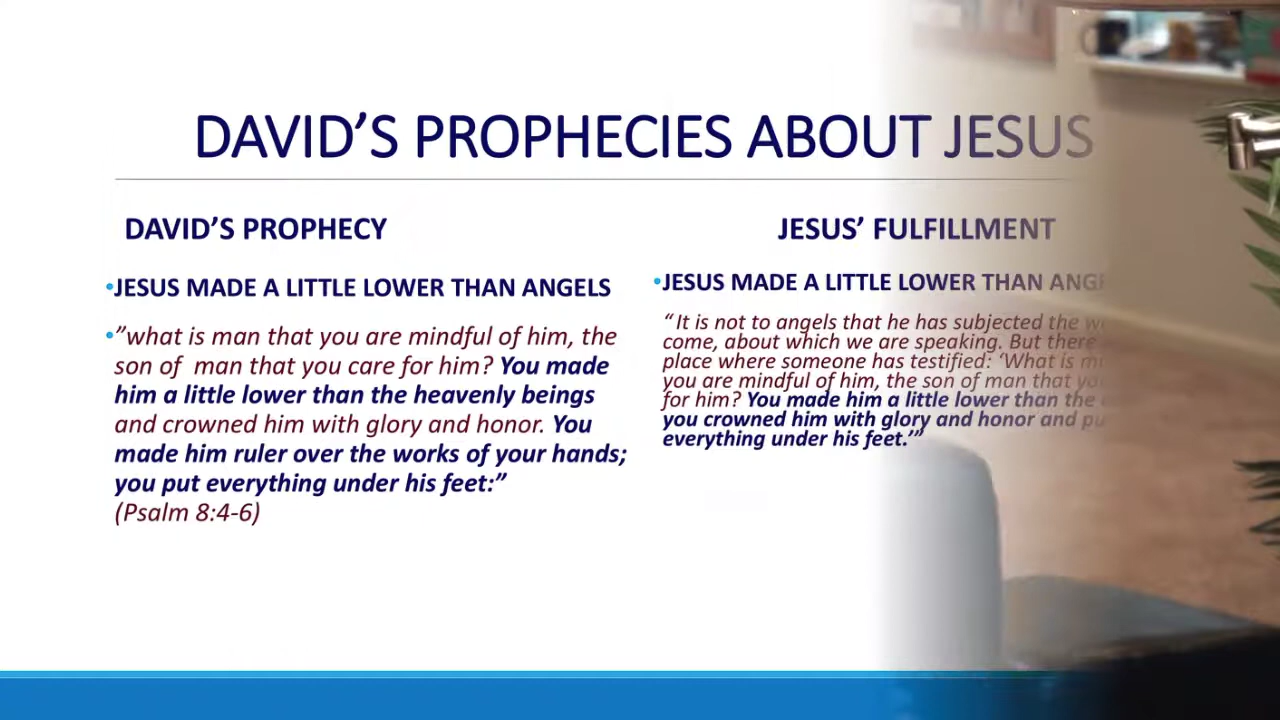 DAVID’S PROPHECIES ABOUT JESUS
DAVID’S PROPHECY
•JESUS MADE A LITTLE LOWER THAN ANGELS
•”what is man that you are mindful of him, the
son of man that you care for him? You made
him a little lower than the heavenly beings
and crowned him with glory and honor. You
made him ruler over the works of your hands;
you put everything under his feet:”
(Psalm 8:4-6)
JESUS’ FULFILLMENT
•JESUS MADE A LITTLE LOWER THAN
“It is not to angels that he has subjected the
come, about which we are speaking. But there
place where someone has testified: ‘What is
you are mindful of him, the son of man that
for him? You made him a little lower than the
you crowned him with glory and honor and
everything under his feet.’”